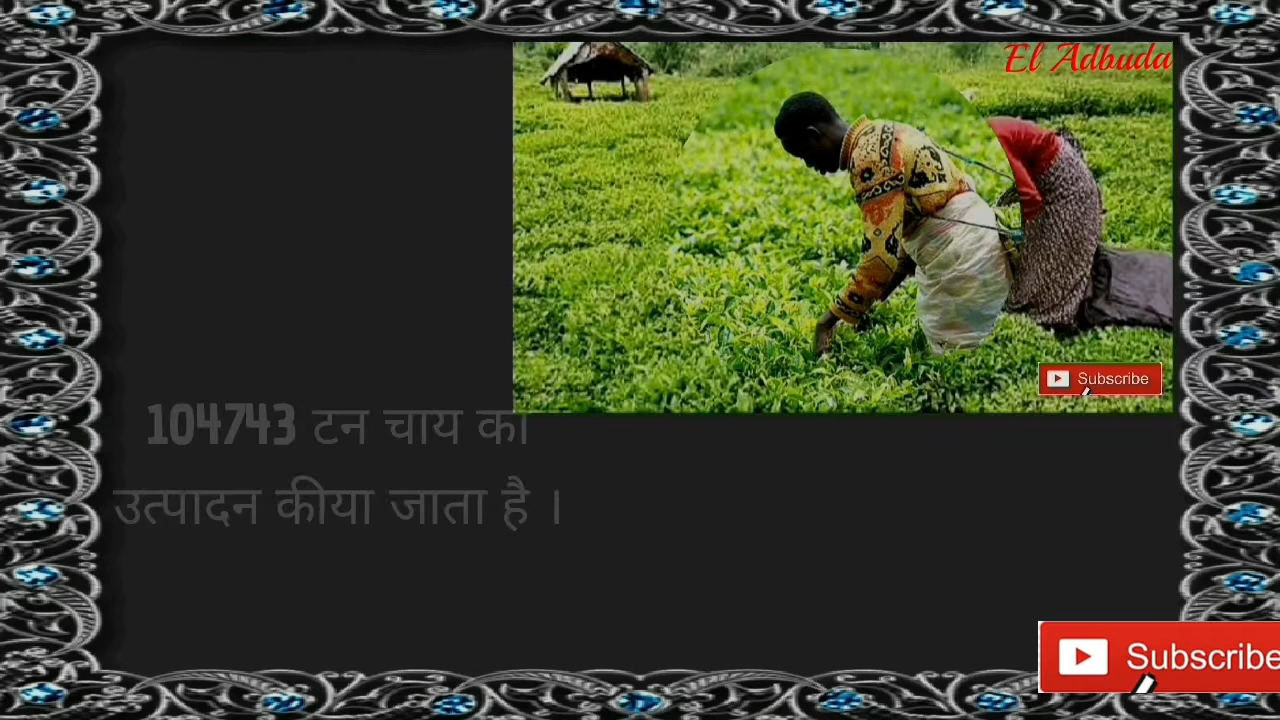 El Adbuda
Subscribe
104743 टन चाय का
उत्पादन कीया जाता है ।
Subscribe